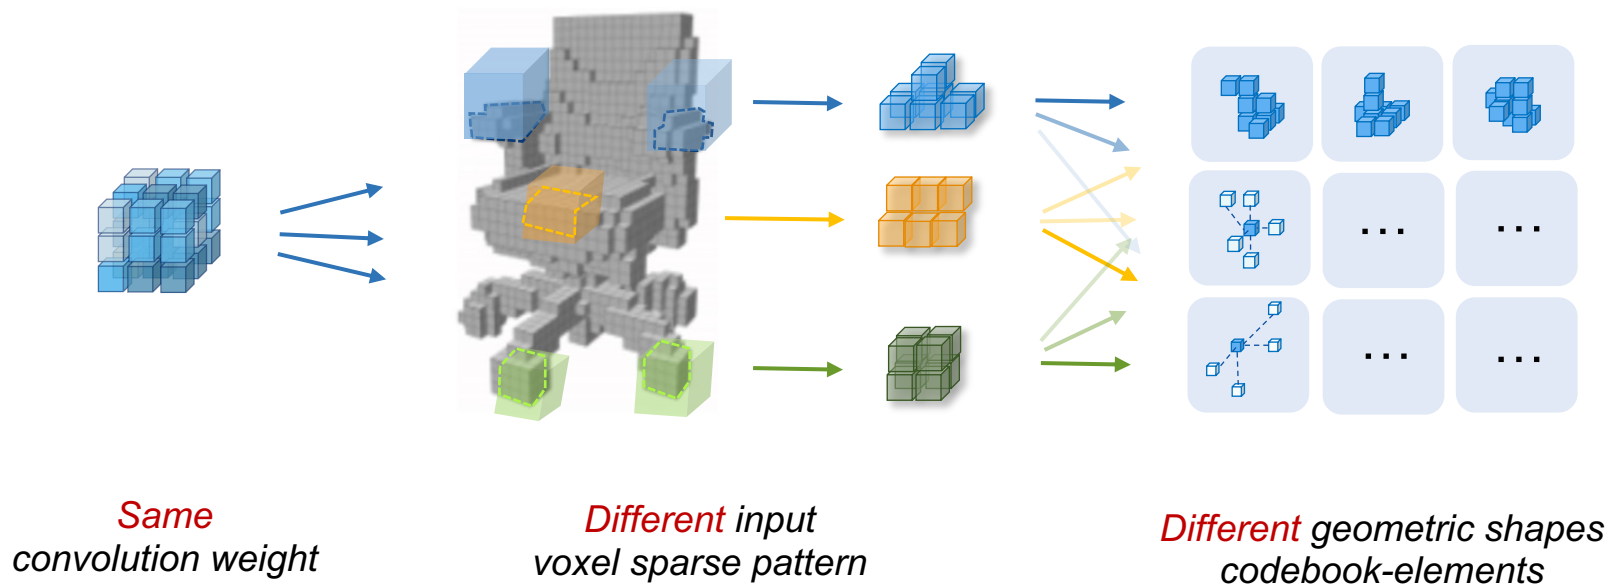 Same
convolution weight
Different input
voxel sparse pattern
Different geometric shapes
codebook-elements
...
...
...
...